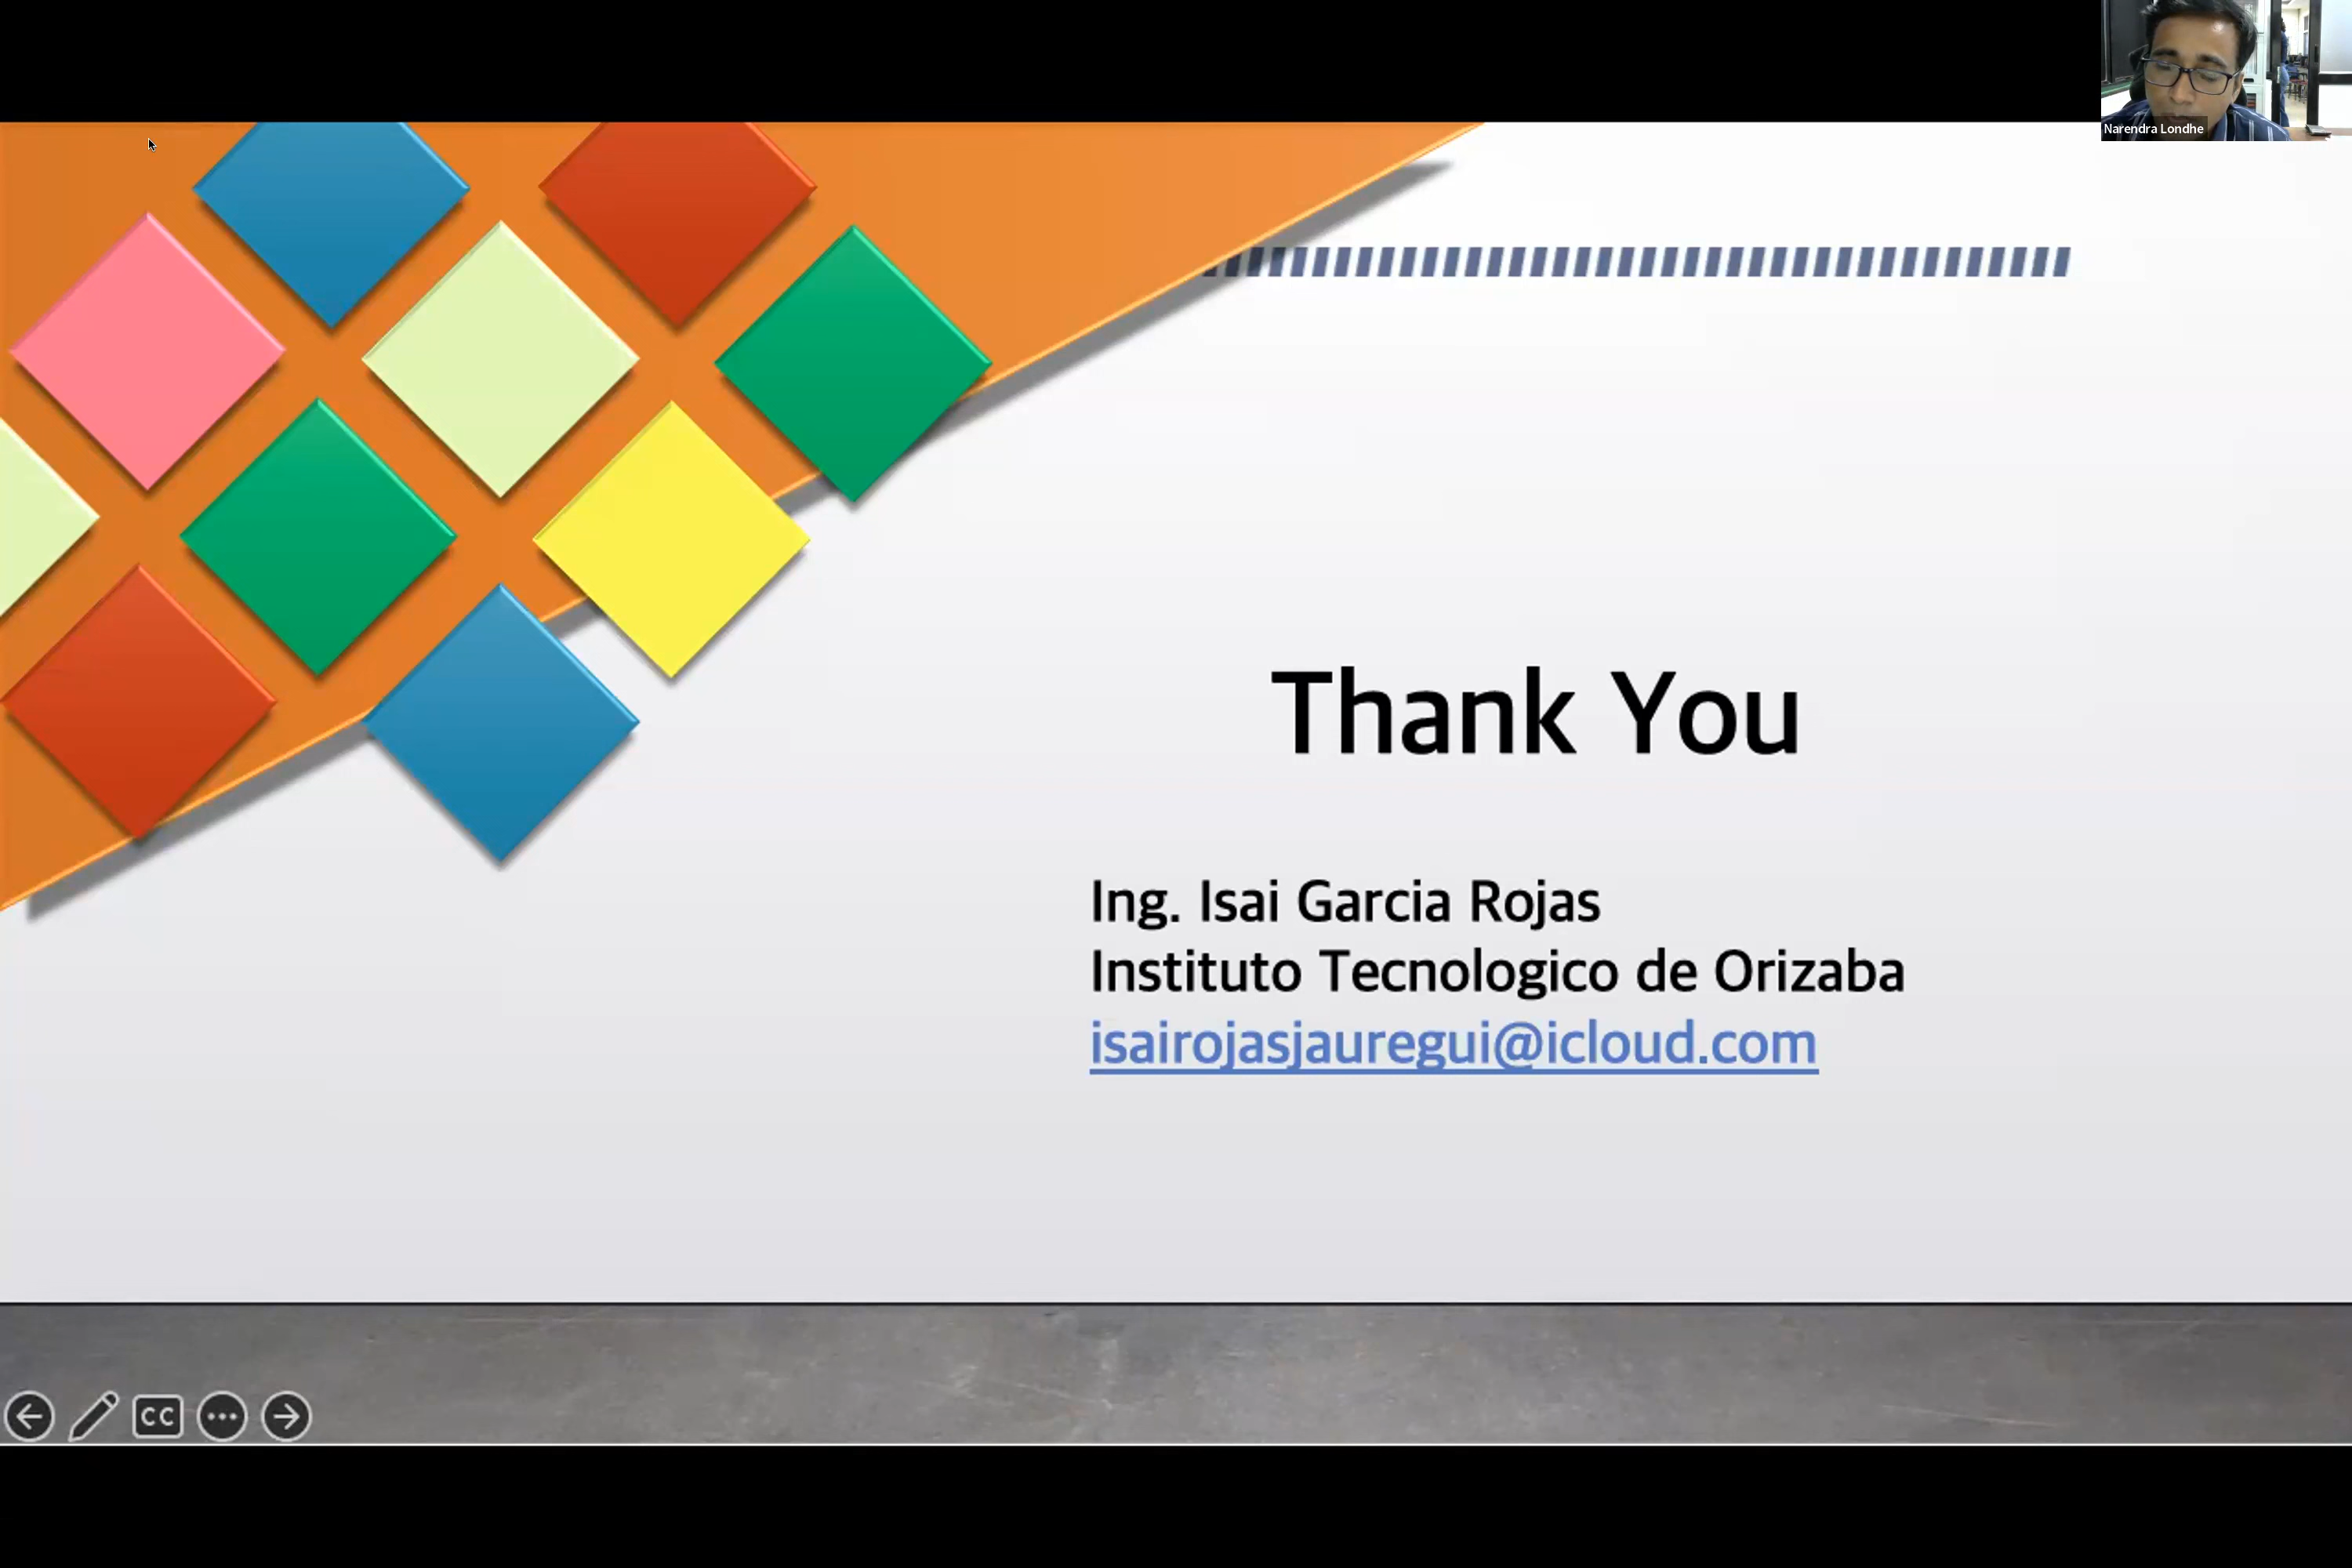 Narendra Londhe
Thank You
Ing. Isai Garcia Rojas
Instituto Tecnologico de Orizaba
isairojasjauregui@icloud.com
CC